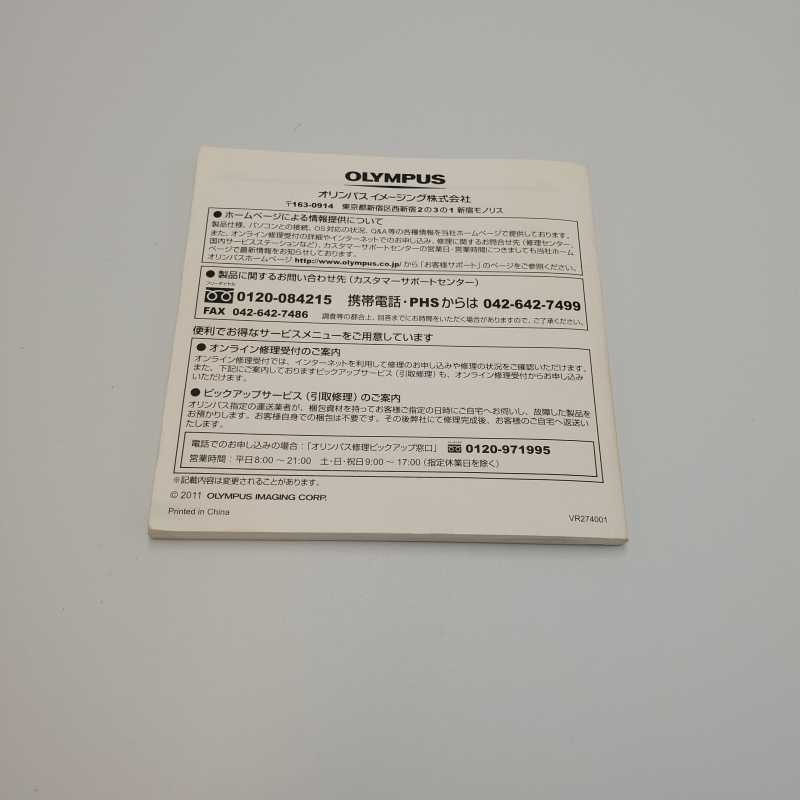 OLYMPUS
オリンパスイメージング株式会社
〒163-0914 東京都新宿区西新宿2の3の1 新宿モノリス
● ホームページによる情報提供について
製品仕様、パソコンとの接続、OS対応の状況、Q&A等の各種情報を当社ホームページで提供しております。
また、オンライン修理受付の詳細やインターネットでのお申込み、修理に関するお問合せ先（修理センター、
国内サービスステーションなど）、カスタマーサポートセンターの営業日・営業時間につきましても当社ホーム
ページで最新情報をお知らせしております。
オリンパスホームページ http://www.olympus.co.jp/ から「お客様サポート」のページをご参照ください。
● 製品に関するお問い合わせ先（カスタマーサポートセンター）
フリーダイヤル
0120-084215 携帯電話・PHSからは 042-642-7499
FAX 042-642-7486 調査等の都合上、回答までにお時間をいただく場合がありますので、ご了承ください。
便利でお得なサービスメニューをご用意しています
● オンライン修理受付のご案内
オンライン修理受付では、インターネットを利用して修理のお申し込みや修理の状況をご確認いただけます。
また、下記にご案内しておりますピックアップサービス（引取修理）も、オンライン修理受付からお申し込み
いただけます。
● ピックアップサービス（引取修理）のご案内
オリンパス指定の運送業者が、梱包資材を持ってお客様ご指定の日時にご自宅へお伺いし、故障した製品を
お預かりします。お客様自身での梱包は不要です。その後弊社にて修理完成後、お客様のご自宅へ返送い
たします。
電話でのお申し込みの場合：「オリンパス修理ピックアップ窓口」 フリーダイヤル 0120-971995
営業時間：平日8:00～21:00 土・日・祝日9:00～17:00（指定休業日を除く）
※記載内容は変更されることがあります。
© 2011 OLYMPUS IMAGING CORP.
Printed in China
VR274001